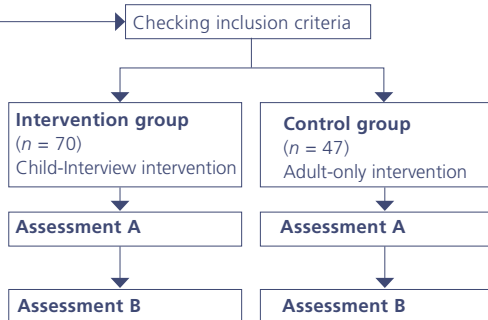 Checking inclusion criteria
Intervention group
(n = 70)
Child-Interview intervention
Control group
(n = 47)
Adult-only intervention
Assessment A
Assessment A
Assessment B
Assessment B